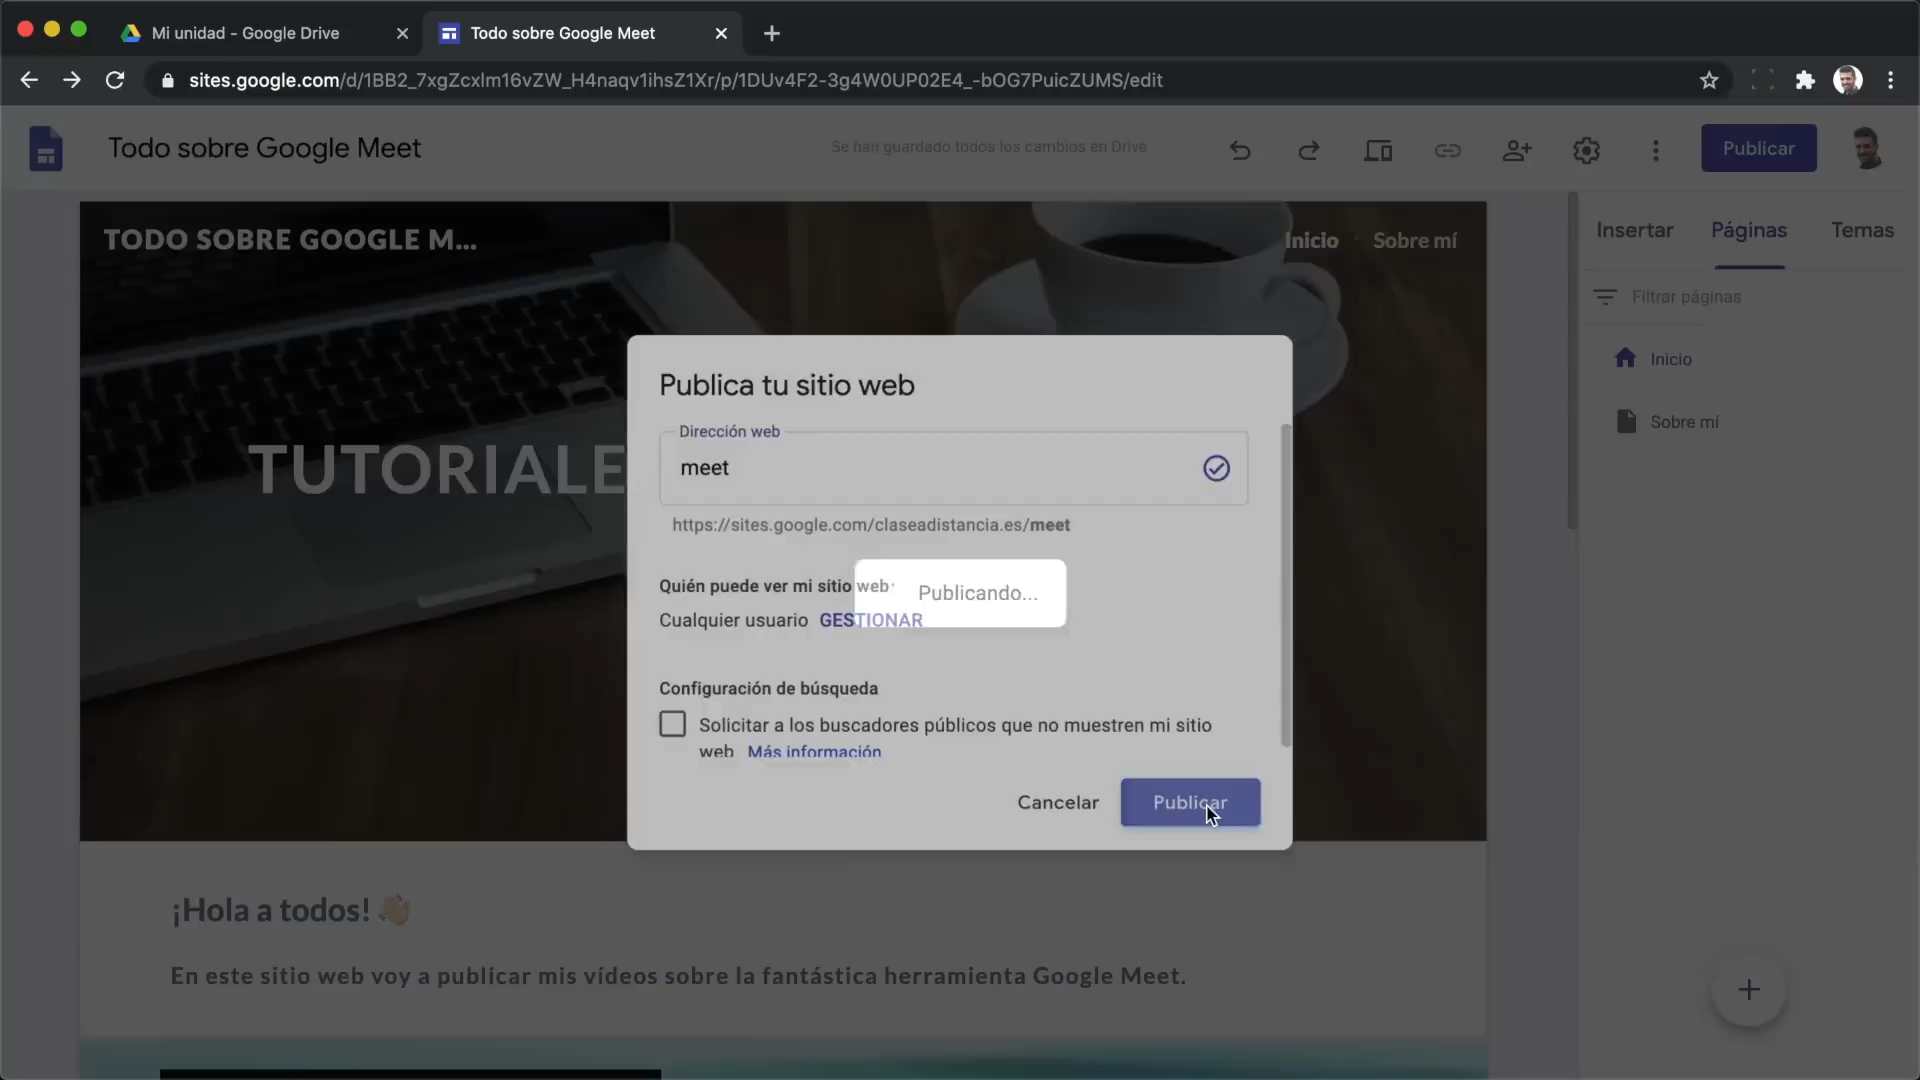 Mi unidad - Google Drive
Todo sobre Google Meet
sites.google.com/d/1BB2_7xgZcxlm16vZW_H4naqv1ihsZ1Xr/p/1DUv4F2-3g4W0UP02E4_-bOG7PuicZUMS/edit
Todo sobre Google Meet
Se han guardado todos los cambios en Drive
Publicar
TODO SOBRE GOOGLE M...
Inicio
Sobre mí
Insertar
Páginas
Temas
Filtrar páginas
Inicio
Sobre mí
TUTORIALE
Publica tu sitio web
Dirección web
meet
https://sites.google.com/claseadistancia.es/meet
Quién puede ver mi sitio web
Publicando...
Cualquier usuario GESTIONAR
Configuración de búsqueda
Solicitar a los buscadores públicos que no muestren mi sitio
web Más información
Cancelar
Publicar
¡Hola a todos! 👋🏼
En este sitio web voy a publicar mis vídeos sobre la fantástica herramienta Google Meet.